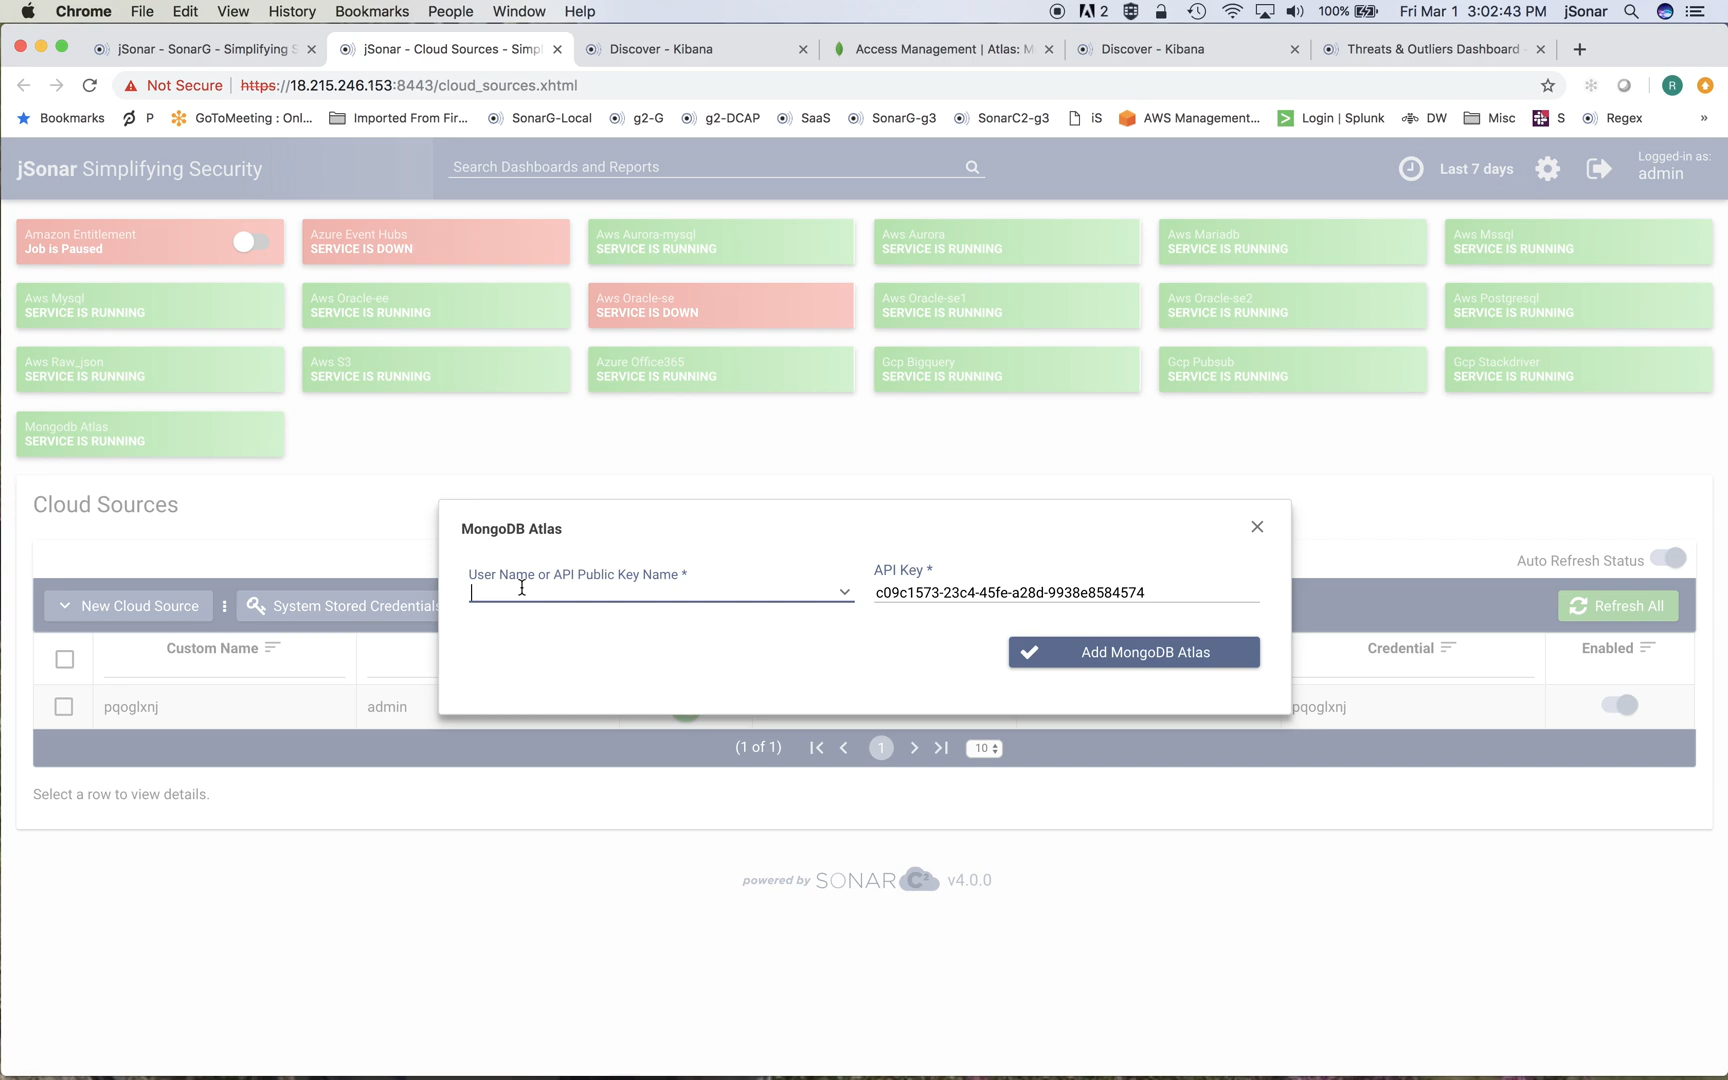 Chrome File Edit View History Bookmarks People Window Help 2 100% Fri Mar 1 3:02:43 PM jSonar
jSonar - SonarG - Simplifying S jSonar - Cloud Sources - Simpl Discover - Kibana Access Management | Atlas: M Discover - Kibana Threats & Outliers Dashboard -
Not Secure | https://18.215.246.153:8443/cloud_sources.xhtml R
Bookmarks P GoToMeeting : Onl... Imported From Fir... SonarG-Local g2-G g2-DCAP SaaS SonarG-g3 SonarC2-g3 iS AWS Management... Login | Splunk DW Misc S Regex »
jSonar Simplifying Security Search Dashboards and Reports Last 7 days Logged-in as:
admin
Amazon Entitlement Azure Event Hubs Aws Aurora-mysql Aws Aurora Aws Mariadb Aws Mssql
Job is Paused SERVICE IS DOWN SERVICE IS RUNNING SERVICE IS RUNNING SERVICE IS RUNNING SERVICE IS RUNNING
Aws Mysql Aws Oracle-ee Aws Oracle-se Aws Oracle-se1 Aws Oracle-se2 Aws Postgresql
SERVICE IS RUNNING SERVICE IS RUNNING SERVICE IS DOWN SERVICE IS RUNNING SERVICE IS RUNNING SERVICE IS RUNNING
Aws Raw_json Aws S3 Azure Office365 Gcp Bigquery Gcp Pubsub Gcp Stackdriver
SERVICE IS RUNNING SERVICE IS RUNNING SERVICE IS RUNNING SERVICE IS RUNNING SERVICE IS RUNNING SERVICE IS RUNNING
Mongodb Atlas
SERVICE IS RUNNING
Cloud Sources
MongoDB Atlas
Auto Refresh Status
User Name or API Public Key Name * API Key *
c09c1573-23c4-45fe-a28d-9938e8584574
New Cloud Source System Stored Credentials Refresh All
Add MongoDB Atlas
Custom Name Credential Enabled
pqoglxnj admin pqoglxnj
(1 of 1) 1 10
Select a row to view details.
powered by SONAR C² v4.0.0